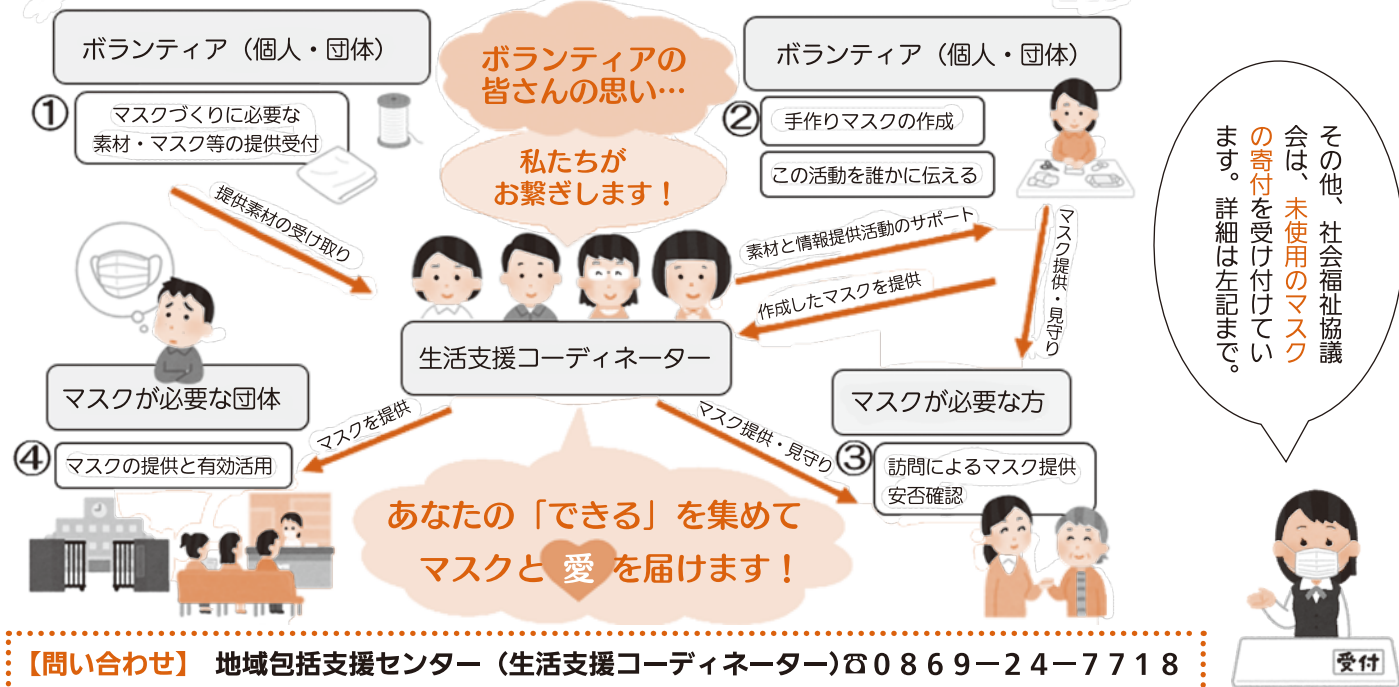 ボランティア（個人・団体）
①
マスクづくりに必要な
素材・マスク等の提供受付
ボランティアの
皆さんの思い…
私たちが
お繋ぎします！
ボランティア（個人・団体）
②
手作りマスクの作成
この活動を誰かに伝える
提供素材の受け取り
素材と情報提供活動のサポート
作成したマスクを提供
マスク提供・見守り
生活支援コーディネーター
マスクが必要な団体
④
マスクの提供と有効活用
マスクを提供
マスク提供・見守り
マスクが必要な方
③
訪問によるマスク提供
安否確認
あなたの「できる」を集めて
マスクと愛を届けます！
その他、社会福祉協議
会は、未使用のマスク
の寄付を受け付けてい
ます。詳細は左記まで。
受付
【問い合わせ】 地域包括支援センター（生活支援コーディネーター）☎０８６９－２４－７７１８